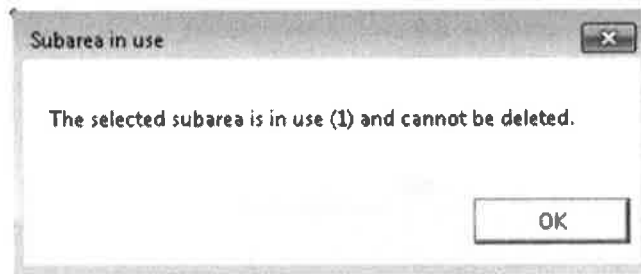 Subarea in use
The selected subarea is in use (1) and cannot be deleted.
OK